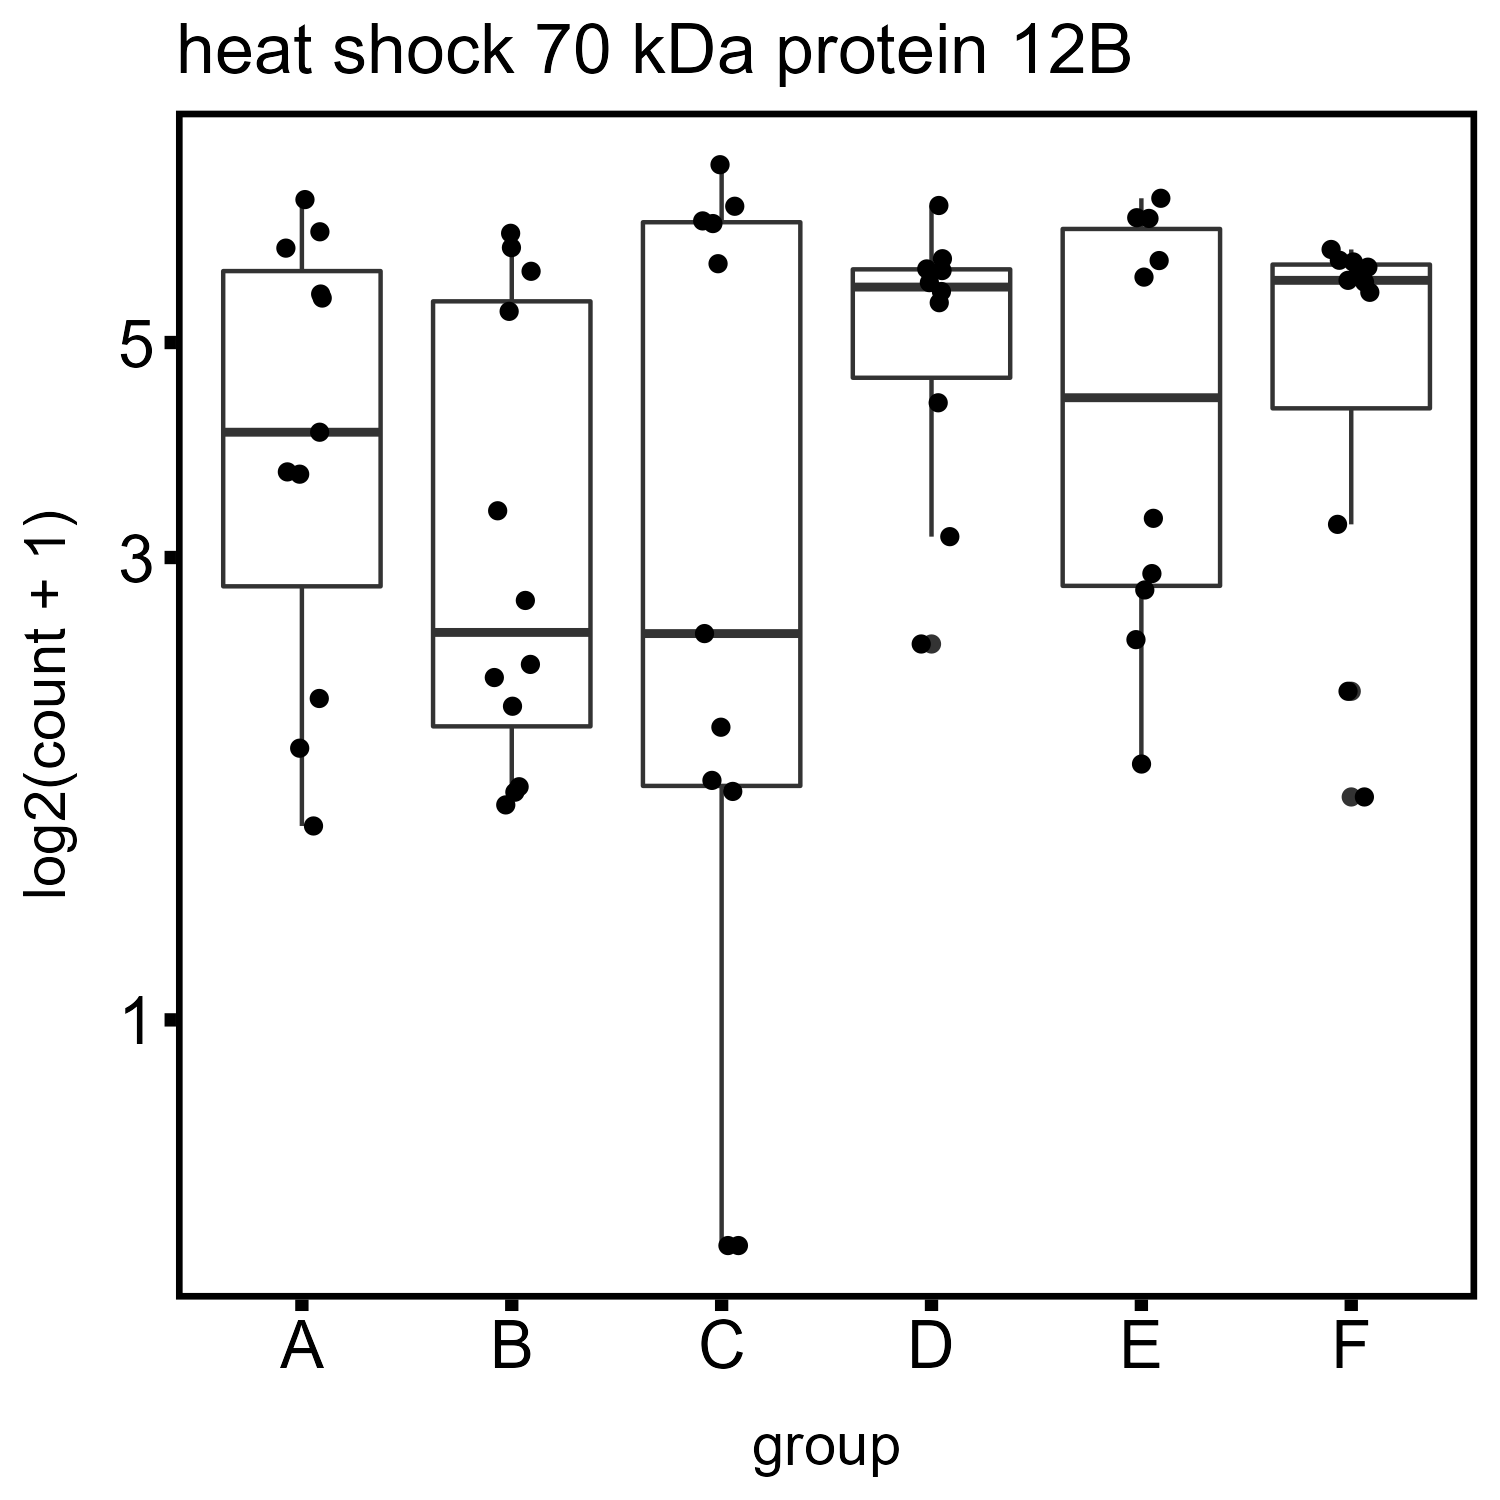 heat shock 70 kDa protein 12B
log2(count + 1)
5
3
1
A B C D E F
group